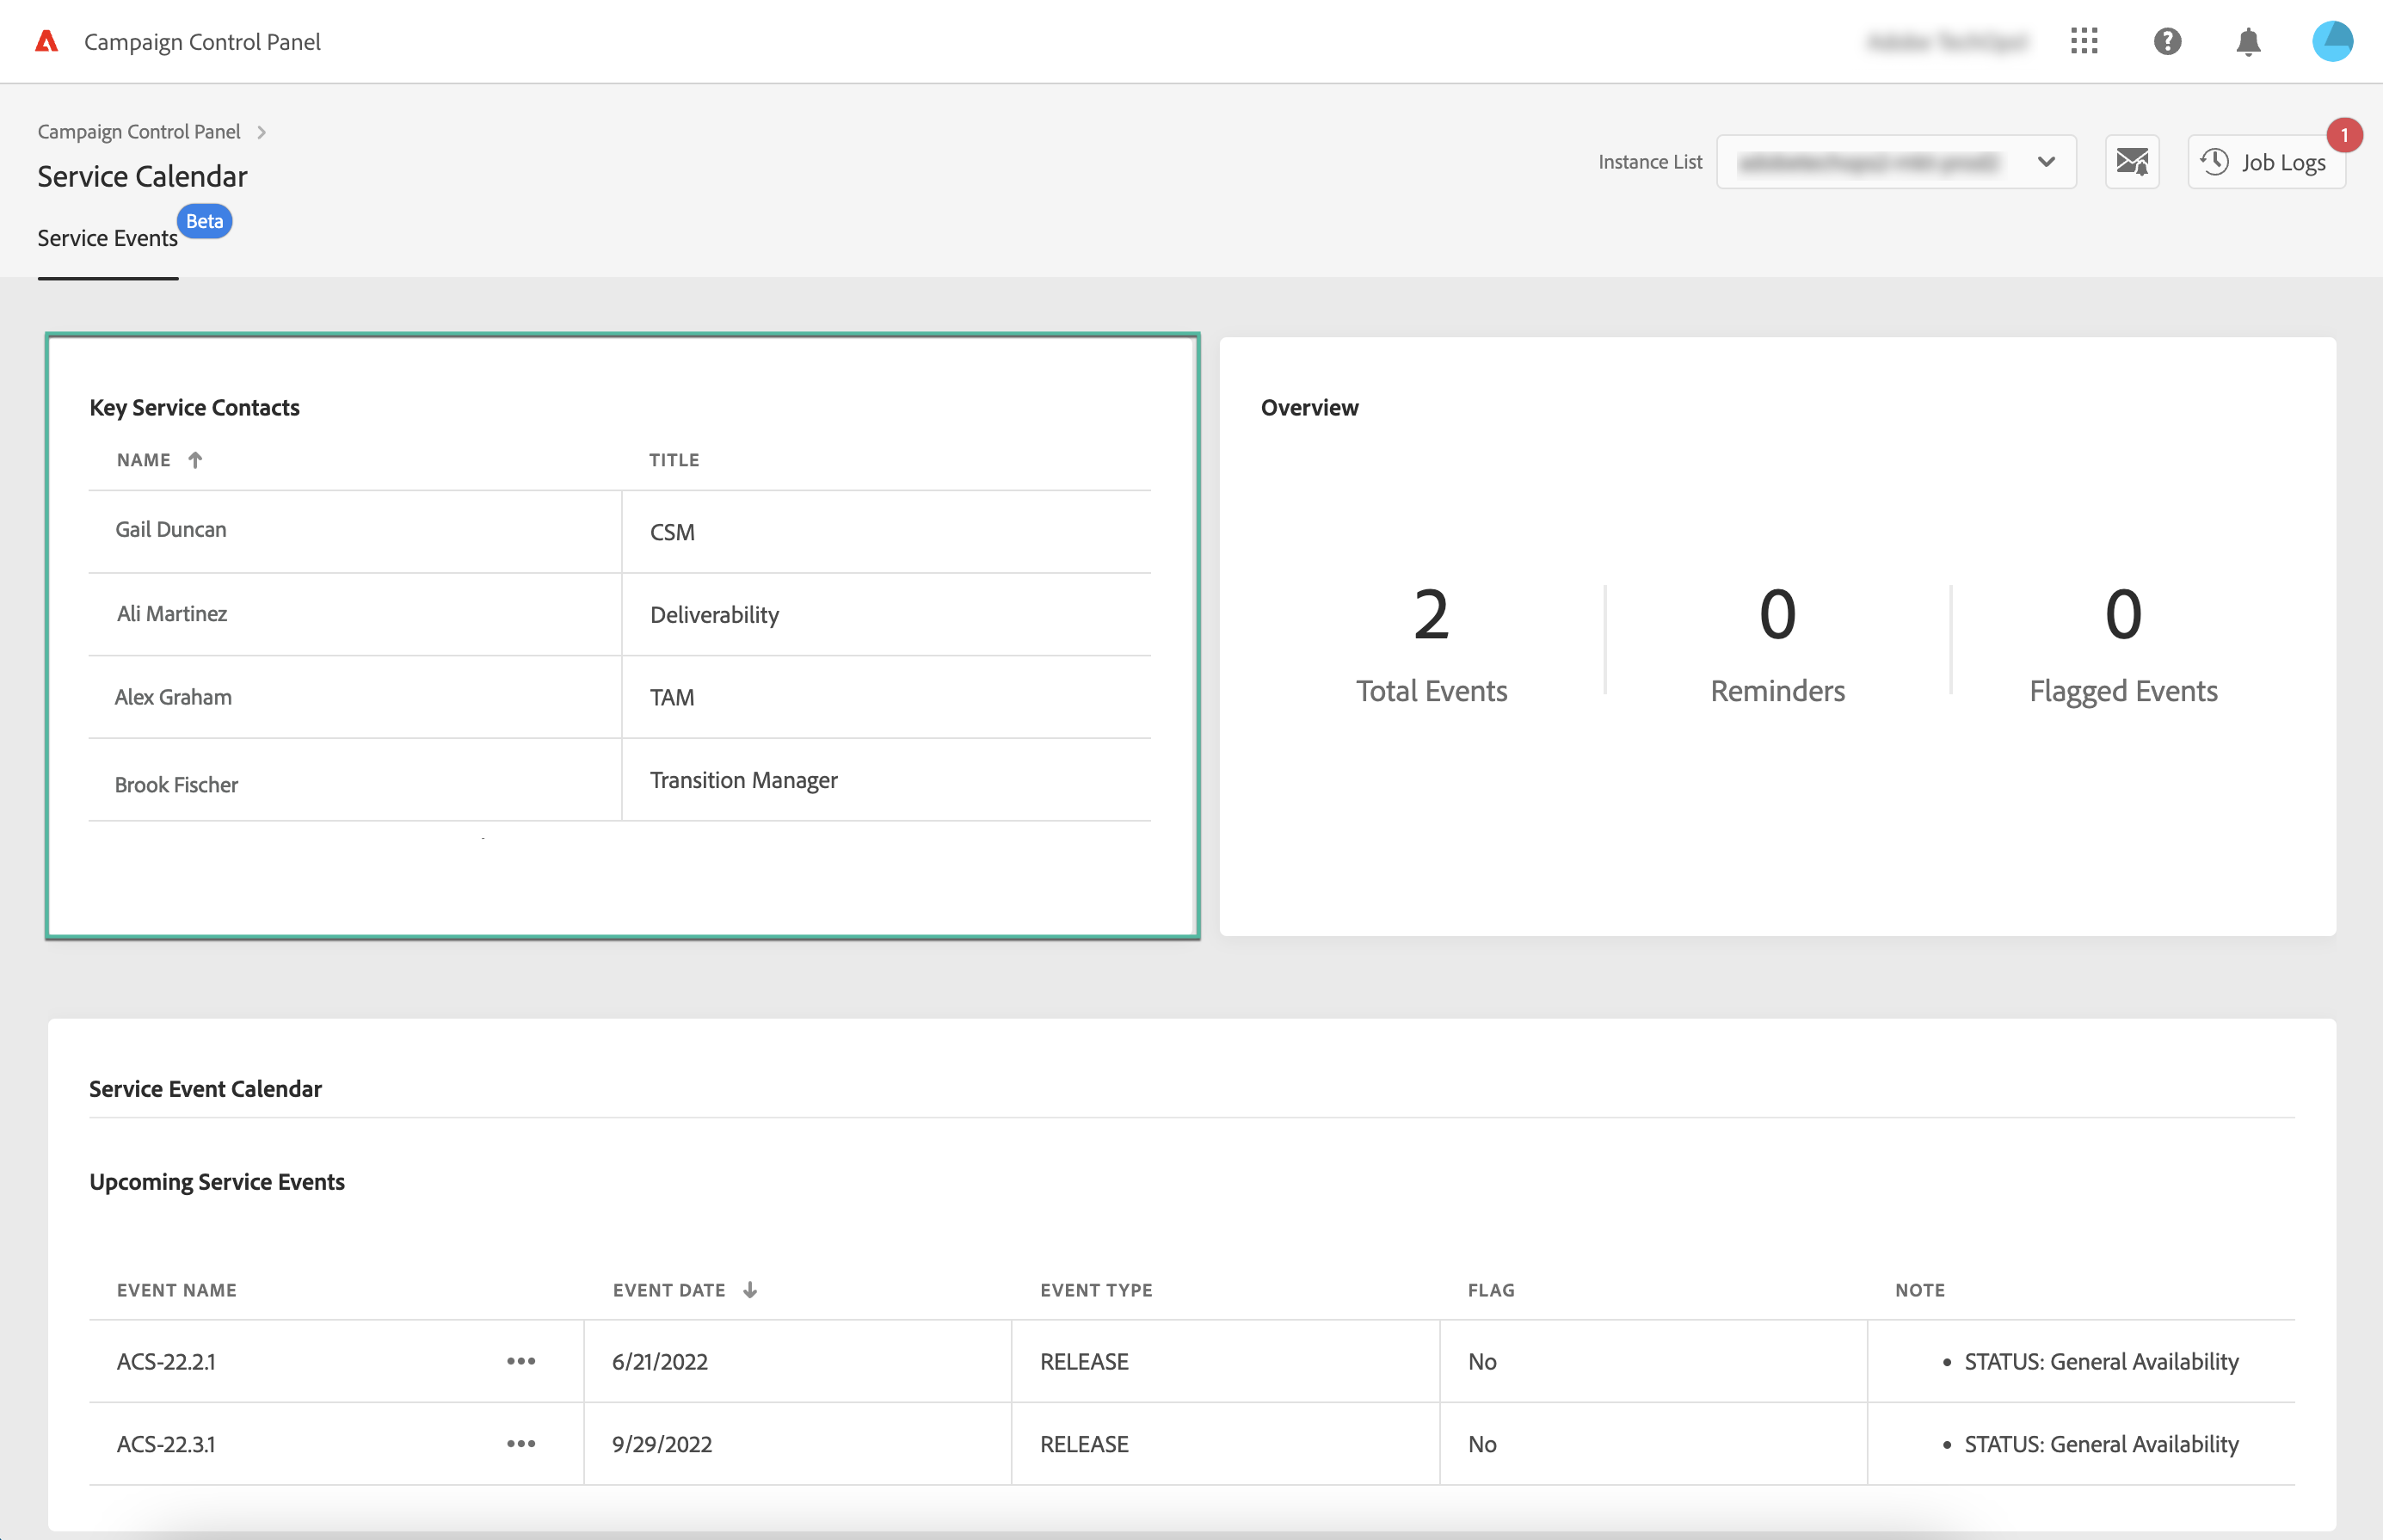 Campaign Control Panel
Campaign Control Panel
Service Calendar
Instance List
Job Logs
1
Service Events
Beta
Key Service Contacts
NAME TITLE
Gail Duncan CSM
Ali Martinez Deliverability
Alex Graham TAM
Brook Fischer Transition Manager
Overview
2 0 0
Total Events Reminders Flagged Events
Service Event Calendar
Upcoming Service Events
EVENT NAME EVENT DATE EVENT TYPE FLAG NOTE
ACS-22.2.1 ••• 6/21/2022 RELEASE No • STATUS: General Availability
ACS-22.3.1 ••• 9/29/2022 RELEASE No • STATUS: General Availability